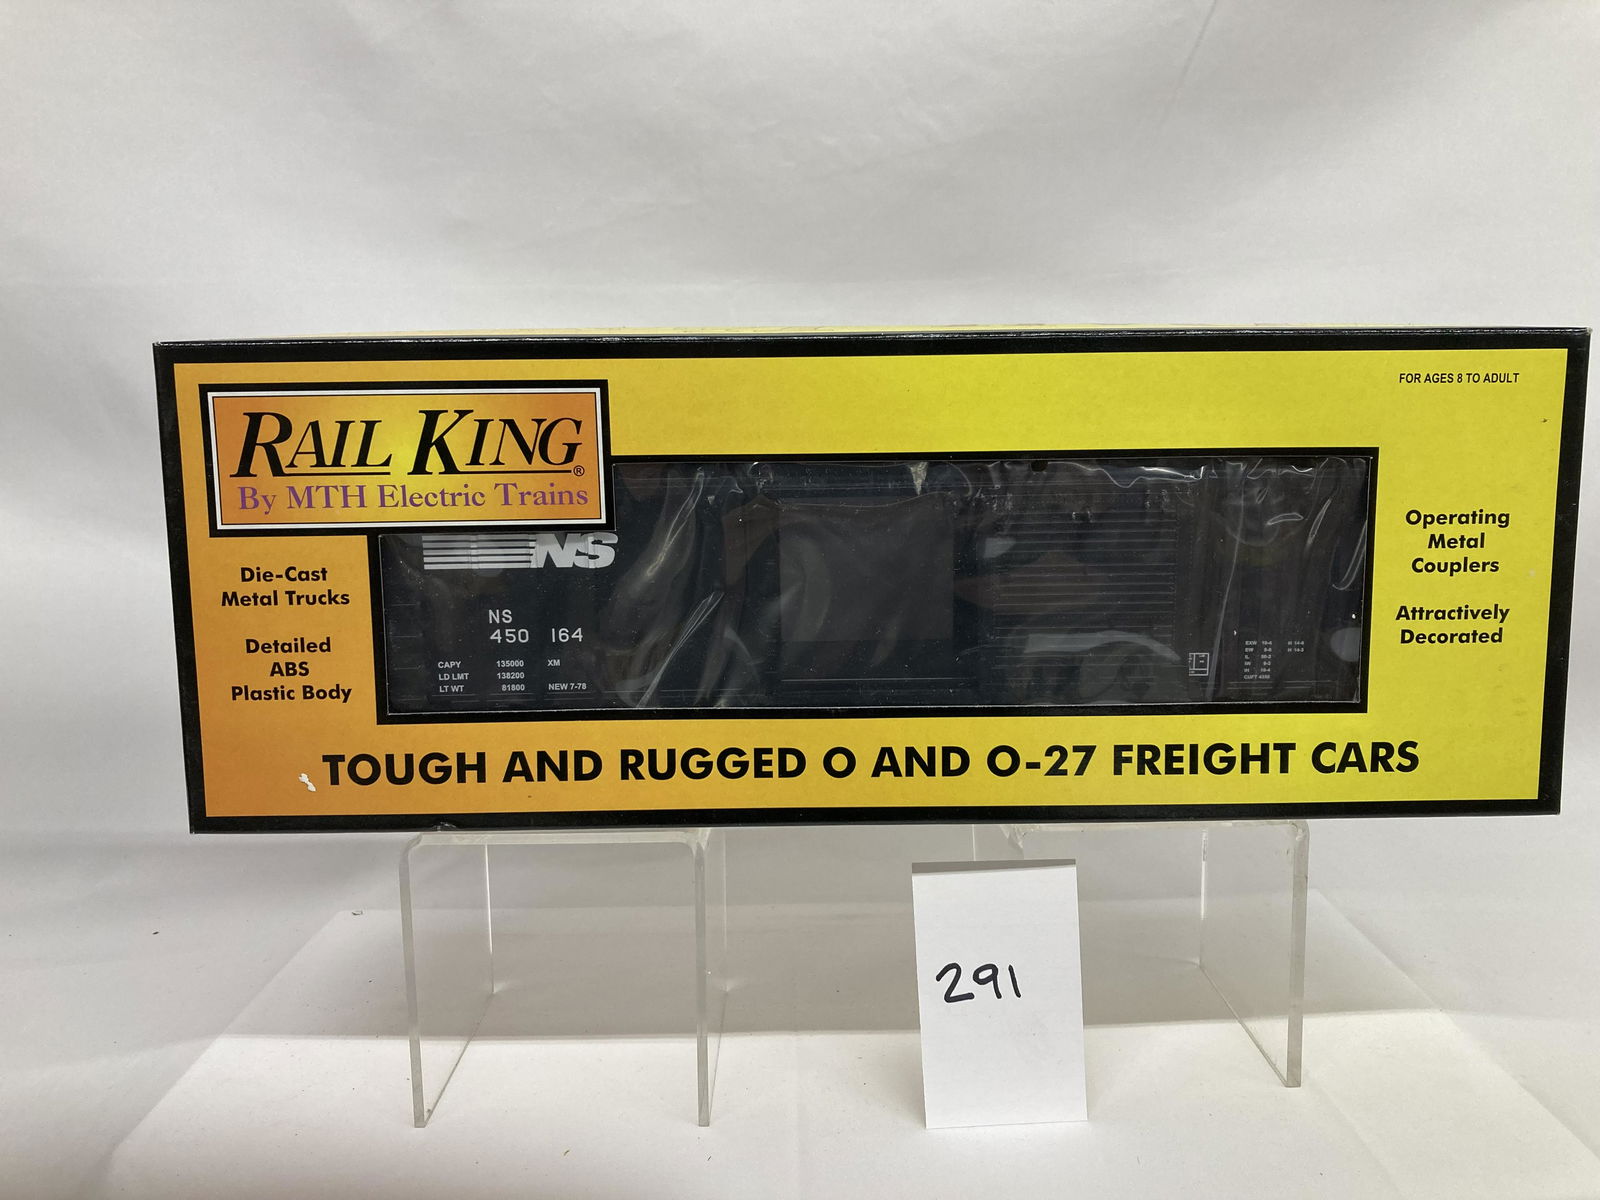 FOR AGES 8 TO ADULT
RAIL KING®
By MTH Electric Trains
Die-Cast
Metal Trucks
Detailed
ABS
Plastic Body
NS
NS
450 164
CAPY 135000 XM
LD LMT 138200
LT WT 81800 NEW 7-78
Operating
Metal
Couplers
Attractively
Decorated
TOUGH AND RUGGED O AND O-27 FREIGHT CARS
291